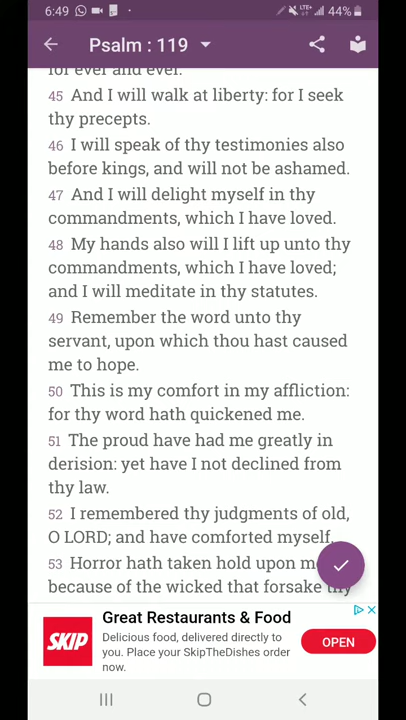 6:49 LTE+ 44%
Psalm : 119
for ever and ever.
45 And I will walk at liberty: for I seek
thy precepts.
46 I will speak of thy testimonies also
before kings, and will not be ashamed.
47 And I will delight myself in thy
commandments, which I have loved.
48 My hands also will I lift up unto thy
commandments, which I have loved;
and I will meditate in thy statutes.
49 Remember the word unto thy
servant, upon which thou hast caused
me to hope.
50 This is my comfort in my affliction:
for thy word hath quickened me.
51 The proud have had me greatly in
derision: yet have I not declined from
thy law.
52 I remembered thy judgments of old,
O LORD; and have comforted myself.
53 Horror hath taken hold upon me
because of the wicked that forsake thy
Great Restaurants & Food
SKIP
Delicious food, delivered directly to
you. Place your SkipTheDishes order
now.
OPEN